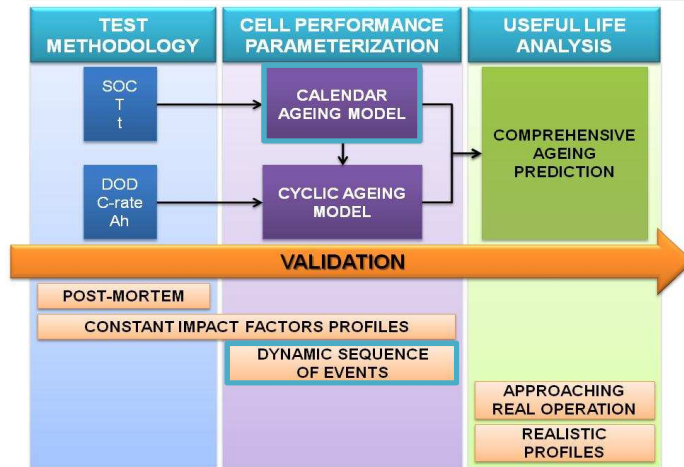 TEST
METHODOLOGY
CELL PERFORMANCE
PARAMETERIZATION
USEFUL LIFE
ANALYSIS
SOC
T
t
CALENDAR
AGEING MODEL
COMPREHENSIVE
AGEING
PREDICTION
DOD
C-rate
Ah
CYCLIC AGEING
MODEL
VALIDATION
POST-MORTEM
CONSTANT IMPACT FACTORS PROFILES
DYNAMIC SEQUENCE
OF EVENTS
APPROACHING
REAL OPERATION
REALISTIC
PROFILES